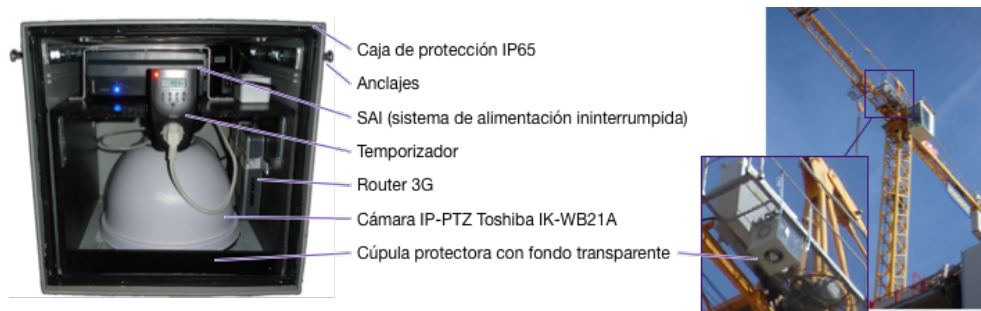 Caja de protección IP65
Anclajes
SAI (sistema de alimentación ininterrumpida)
Temporizador
Router 3G
Cámara IP-PTZ Toshiba IK-WB21A
Cúpula protectora con fondo transparente